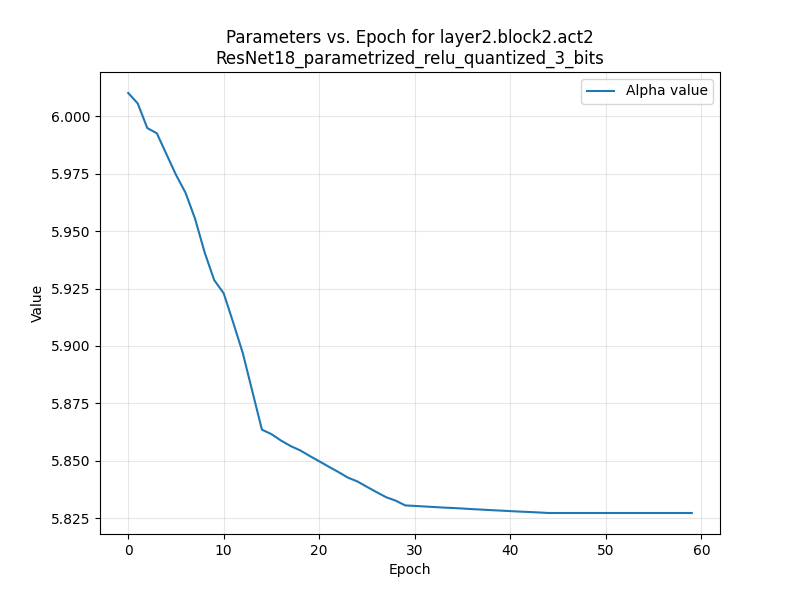 Parameters vs. Epoch for layer2.block2.act2
ResNet18_parametrized_relu_quantized_3_bits
Alpha value
6.000
5.975
5.950
5.925
5.900
5.875
5.850
5.825
Value
0 10 20 30 40 50 60
Epoch